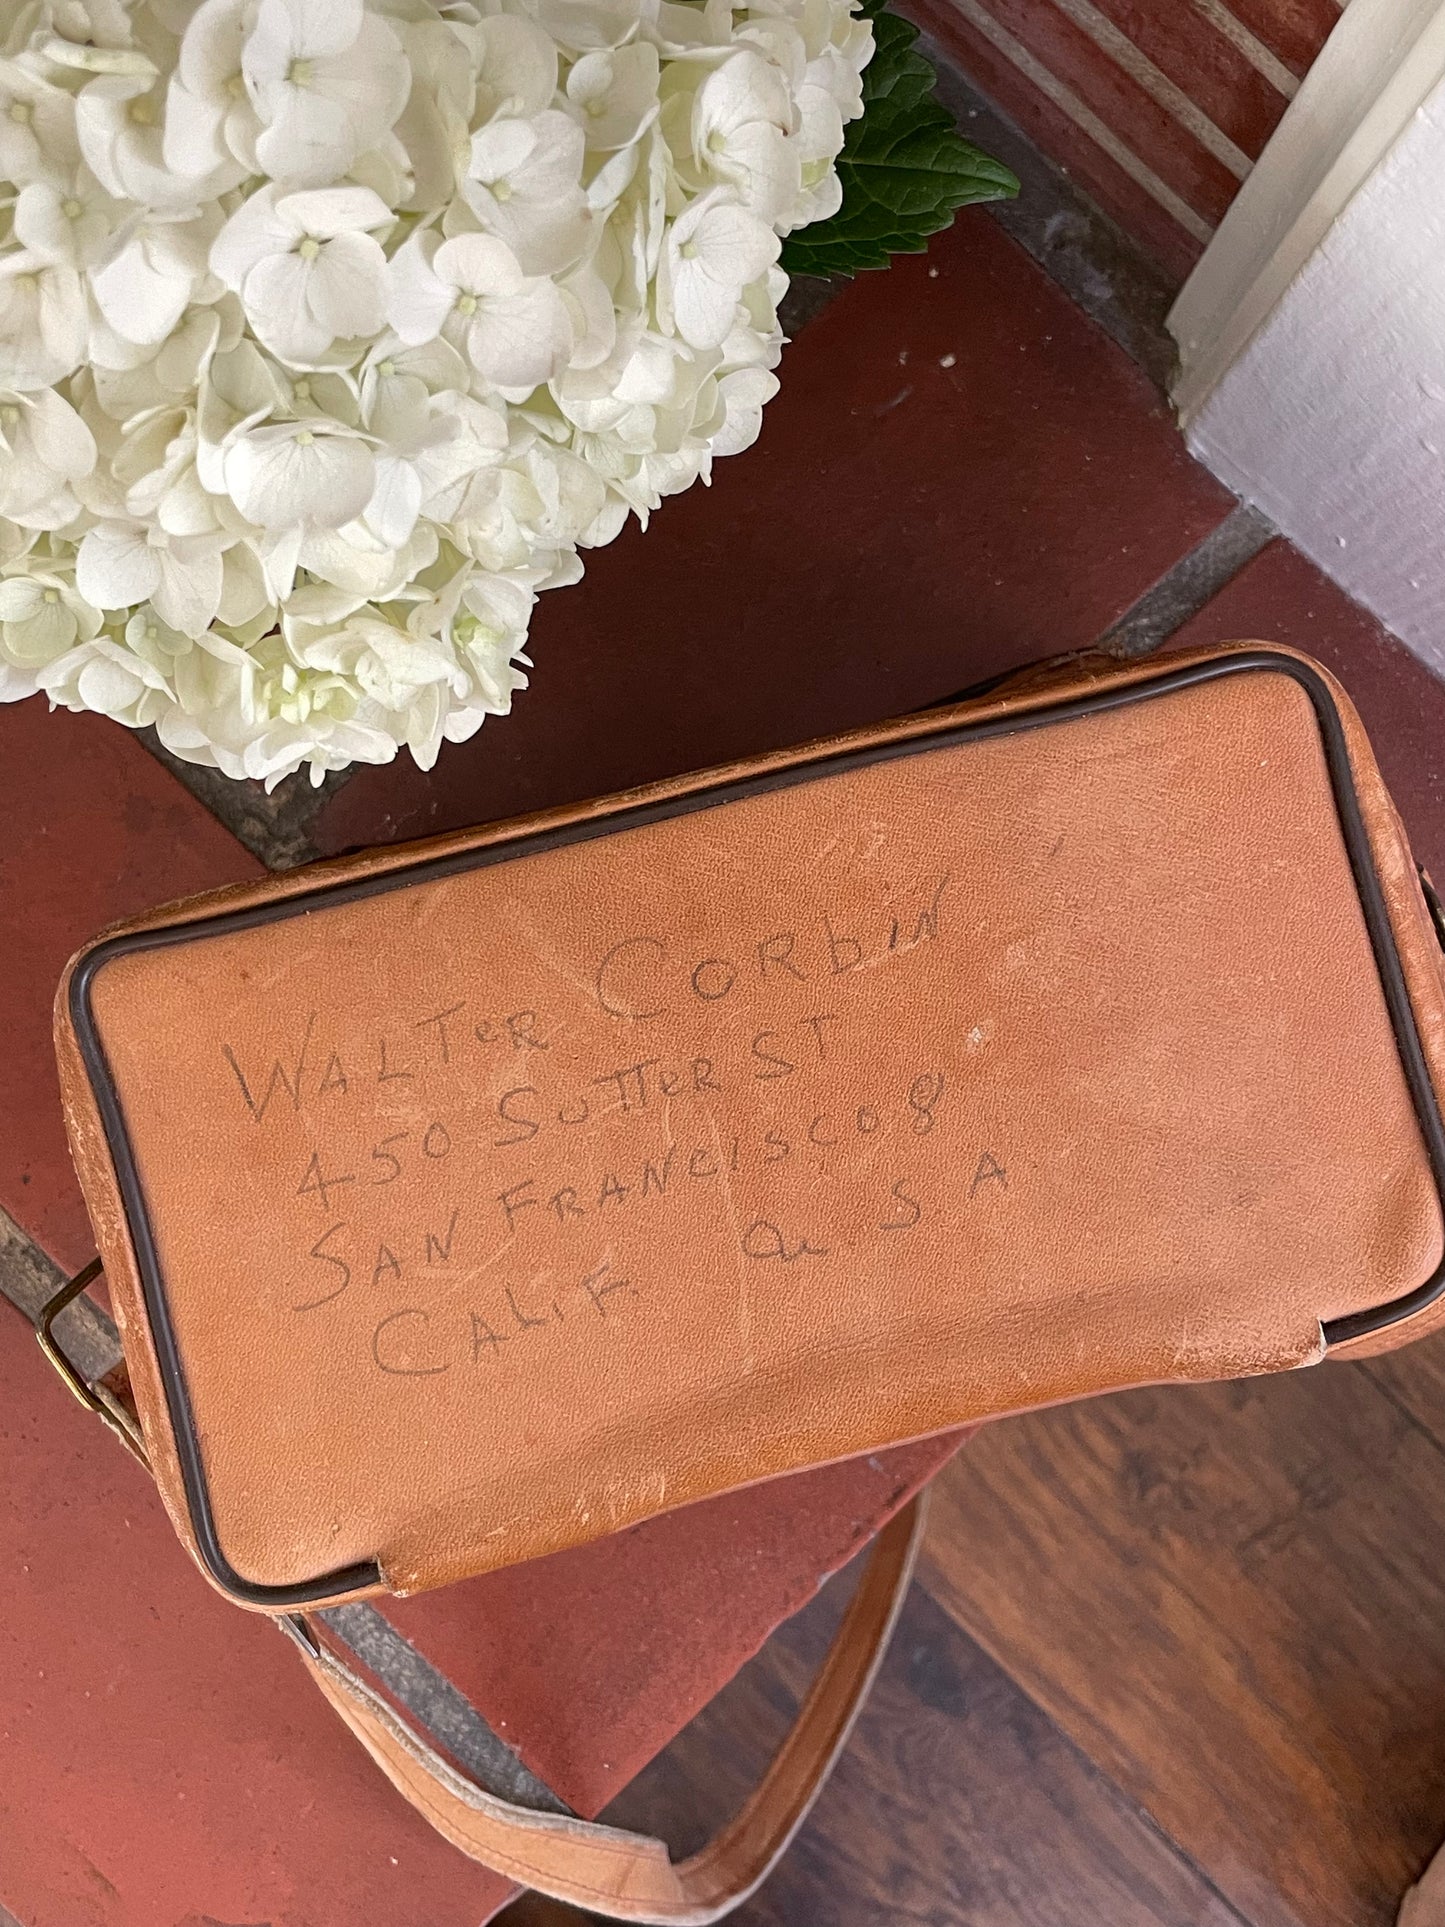 WALTER CORbIN
450 SUTTER ST
SAN FRANCISCO 8
CALIF. U S A